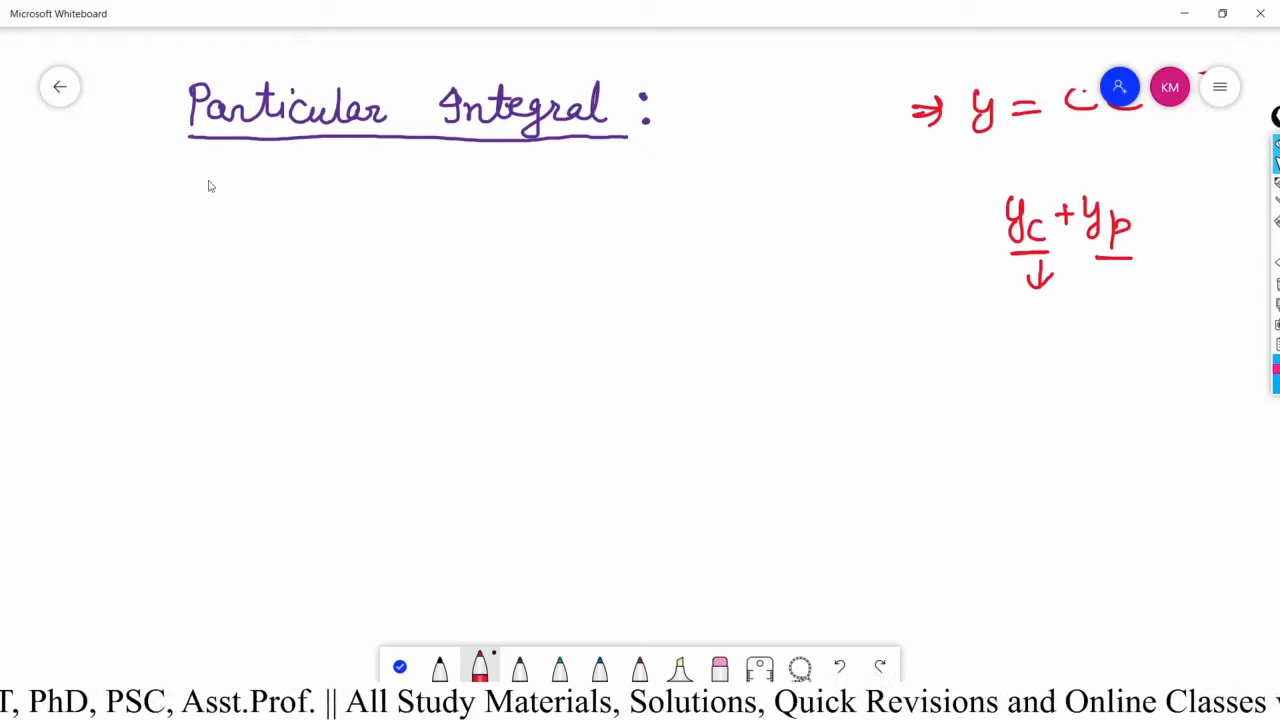 Microsoft Whiteboard
KM
Particular Integral :
⇒ y =
yc + yp
↓
T, PhD, PSC, Asst.Prof. || All Study Materials, Solutions, Quick Revisions and Online Classes